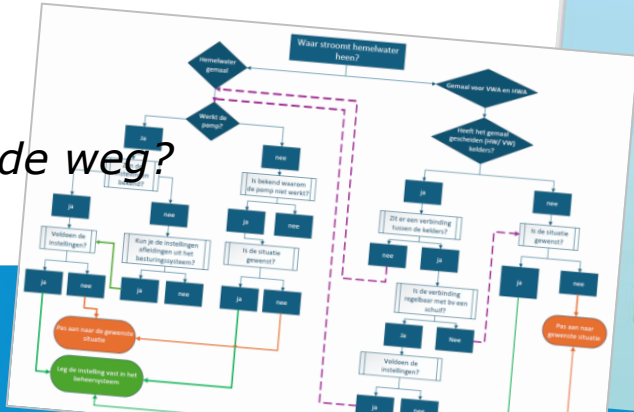 de weg?
Waar stroomt hemelwater
heen?
Hemelwater
gemaal
Gemaal voor VWA en HWA
Werkt de
pomp?
Heeft het gemaal
gescheiden (HW/ VW)
kelders?
Ja
nee
ja
nee
Is bekend waarom
de pomp niet werkt?
Zit er een verbinding
tussen de kelders?
Is de situatie
gewenst?
ja
nee
ja
nee
nee
ja
Voldoen de
instellingen?
Kun je de instellingen
afleidingen uit het
besturingssysteem?
Is de situatie
gewenst?
Is de verbinding
regelbaar met bv een
schuif?
ja
nee
ja
nee
ja
nee
ja
nee
Ja
Nee
Pas aan naar de gewenste
situatie
Pas aan naar
gewenste situatie
Voldoen de
instellingen?
Leg de instelling vast in het
beheersysteem
ja
nee